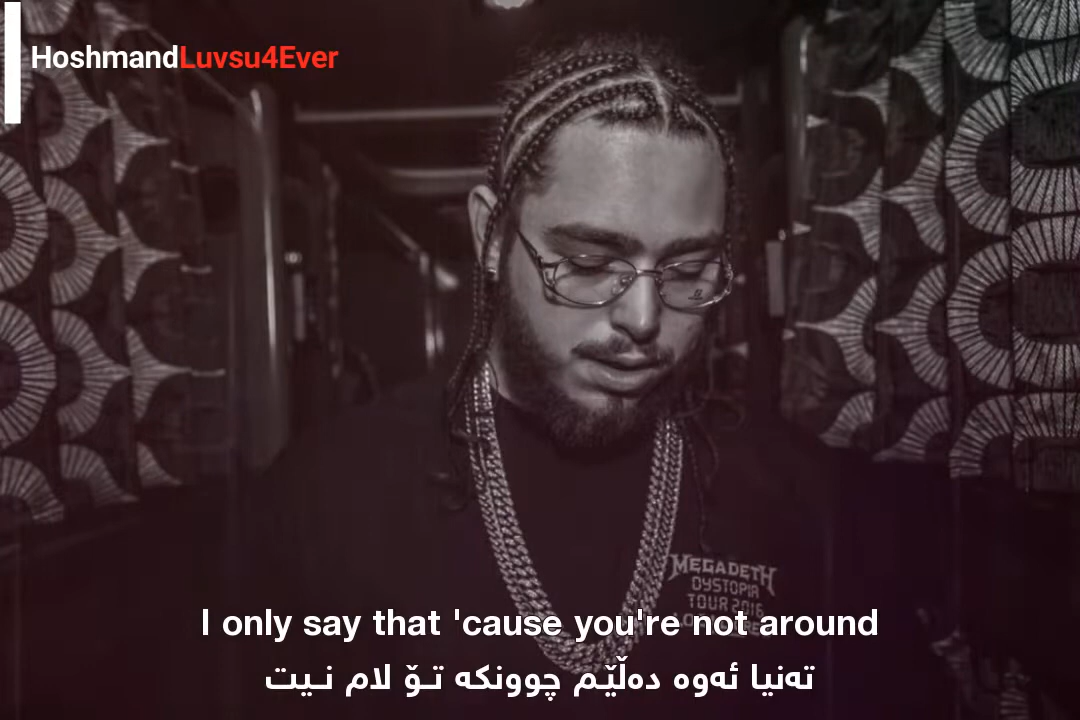 HoshmandLuvsu4Ever
MEGADETH
DYSTOPIA
TOUR 2016
I only say that 'cause you're not around
تەنیا ئەوە دەڵێم چوونکە تـۆ لام نـیت